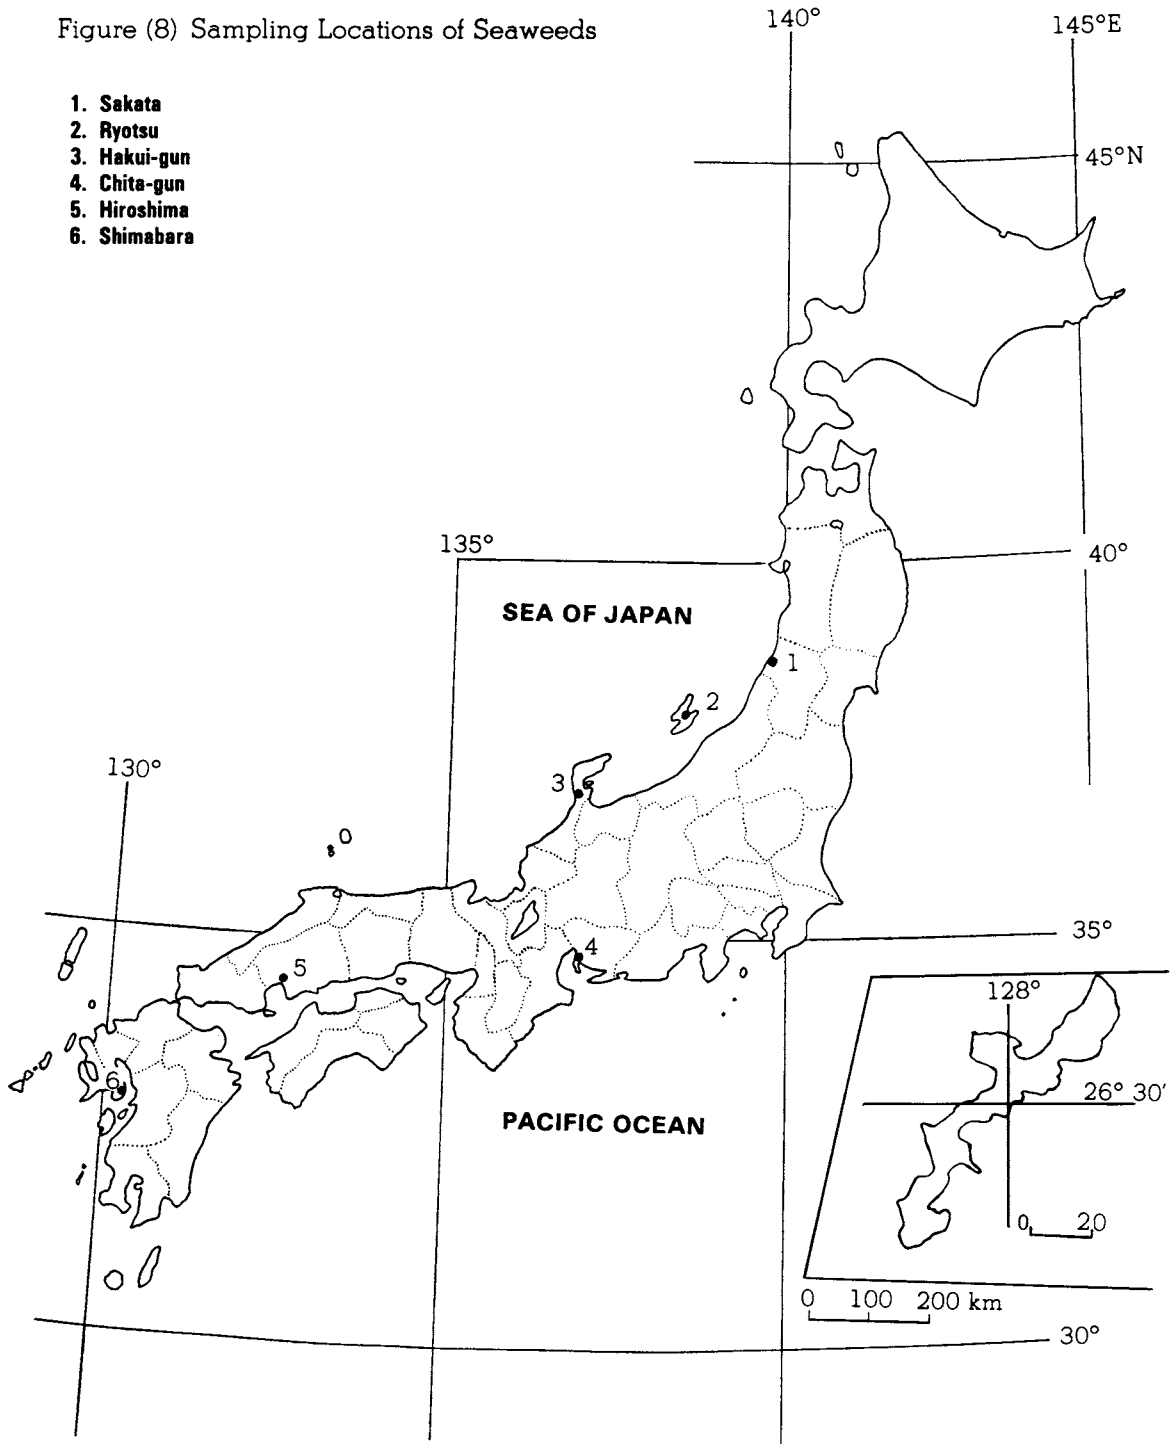 Figure (8) Sampling Locations of Seaweeds
140°
145°E
1. Sakata
2. Ryotsu
3. Hakui-gun
4. Chita-gun
5. Hiroshima
6. Shimabara
45°N
135°
40°
SEA OF JAPAN
1
2
130°
3
35°
4
5
128°
6
26° 30′
PACIFIC OCEAN
0 20
0 100 200 km
30°